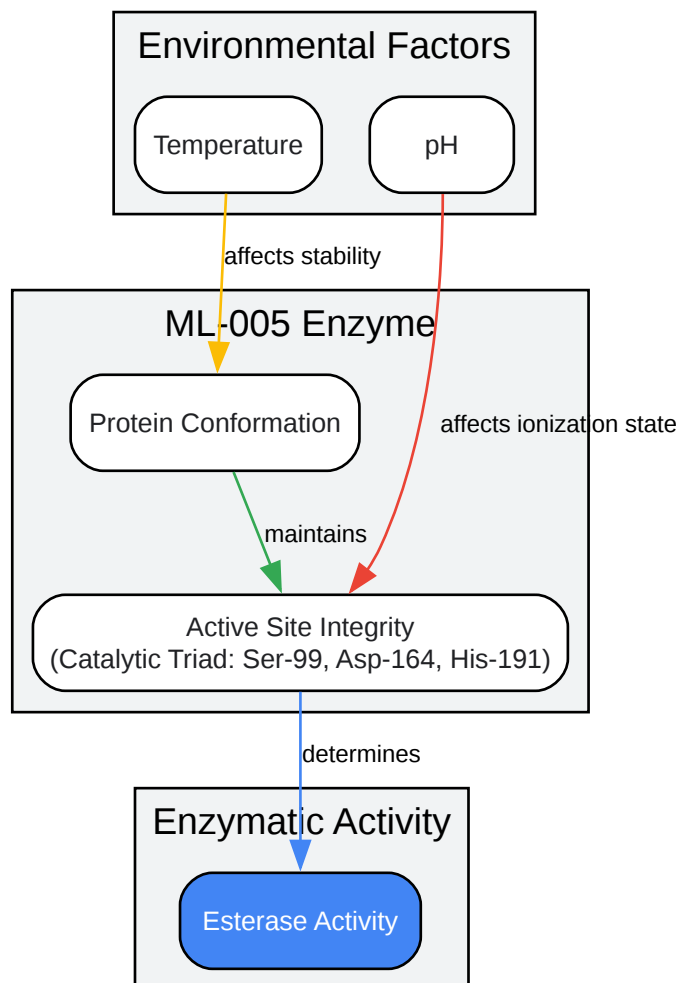 Environmental Factors
Temperature
pH
affects stability
ML-005 Enzyme
Protein Conformation
affects ionization state
maintains
Active Site Integrity
(Catalytic Triad: Ser-99, Asp-164, His-191)
determines
Enzymatic Activity
Esterase Activity